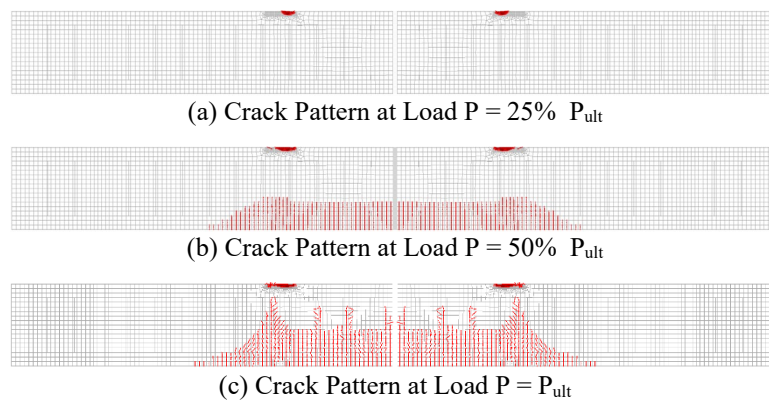 (a) Crack Pattern at Load P = 25% Pult
(b) Crack Pattern at Load P = 50% Pult
(c) Crack Pattern at Load P = Pult